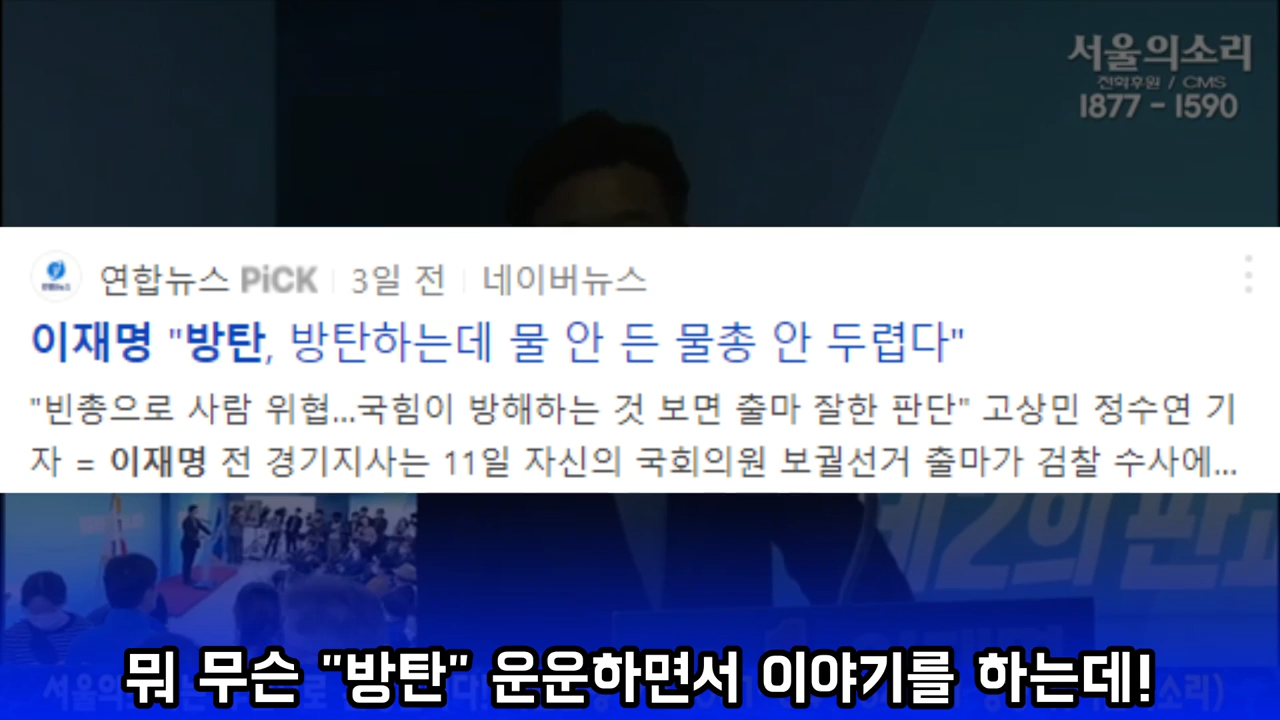 서울의소리
전화후원 / CMS
1877 - 1590
연합뉴스 PiCK 3일 전 네이버뉴스
이재명 "방탄, 방탄하는데 물 안 든 물총 안 두렵다"
"빈총으로 사람 위협...국힘이 방해하는 것 보면 출마 잘한 판단" 고상민 정수연 기
자 = 이재명 전 경기지사는 11일 자신의 국회의원 보궐선거 출마가 검찰 수사에...
제2의 판교
뭐 무슨 "방탄" 운운하면서 이야기를 하는데!